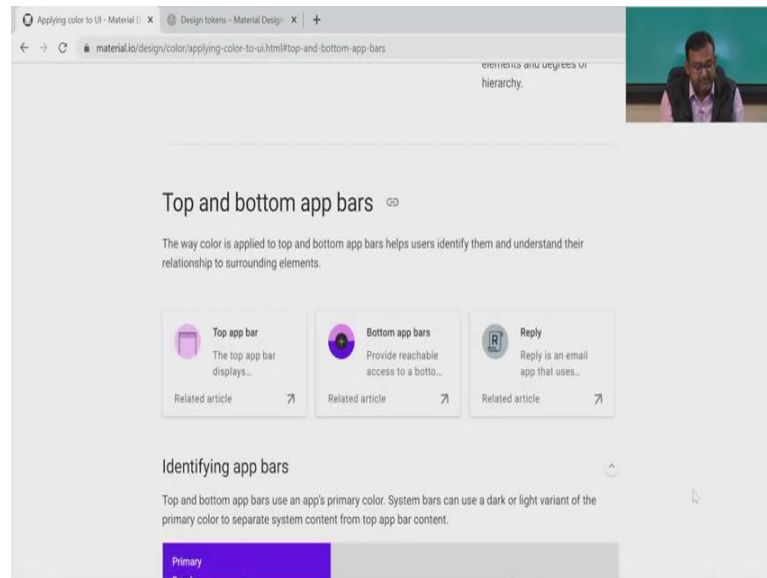 Applying color to UI - Material D
Design tokens – Material Design
material.io/design/color/applying-color-to-ui.html#top-and-bottom-app-bars
elements and degrees of
hierarchy.
Top and bottom app bars
The way color is applied to top and bottom app bars helps users identify them and understand their
relationship to surrounding elements.
Top app bar
The top app bar
displays…
Related article
Bottom app bars
Provide reachable
access to a botto…
Related article
R
Reply
Reply is an email
app that uses…
Related article
Identifying app bars
Top and bottom app bars use an app's primary color. System bars can use a dark or light variant of the
primary color to separate system content from top app bar content.
Primary